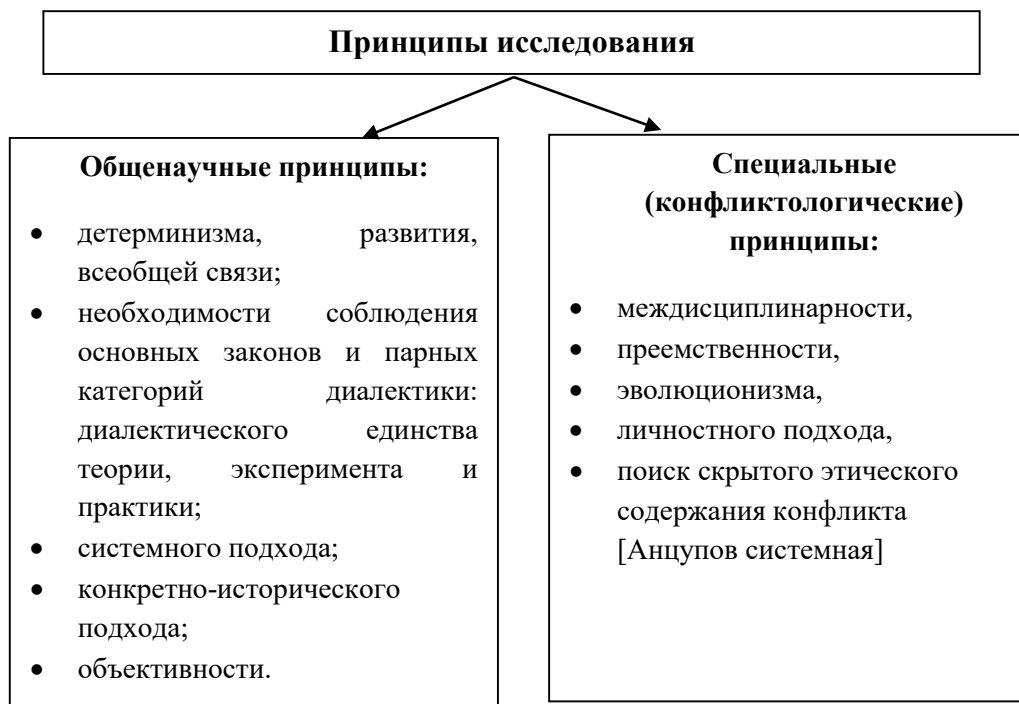 Принципы исследования
Общенаучные принципы:
• детерминизма, развития,
всеобщей связи;
• необходимости соблюдения
основных законов и парных
категорий диалектики:
диалектического единства
теории, эксперимента и
практики;
• системного подхода;
• конкретно-исторического
подхода;
• объективности.
Специальные
(конфликтологические)
принципы:
• междисциплинарности,
• преемственности,
• эволюционизма,
• личностного подхода,
• поиск скрытого этического
содержания конфликта
[Анцупов системная]